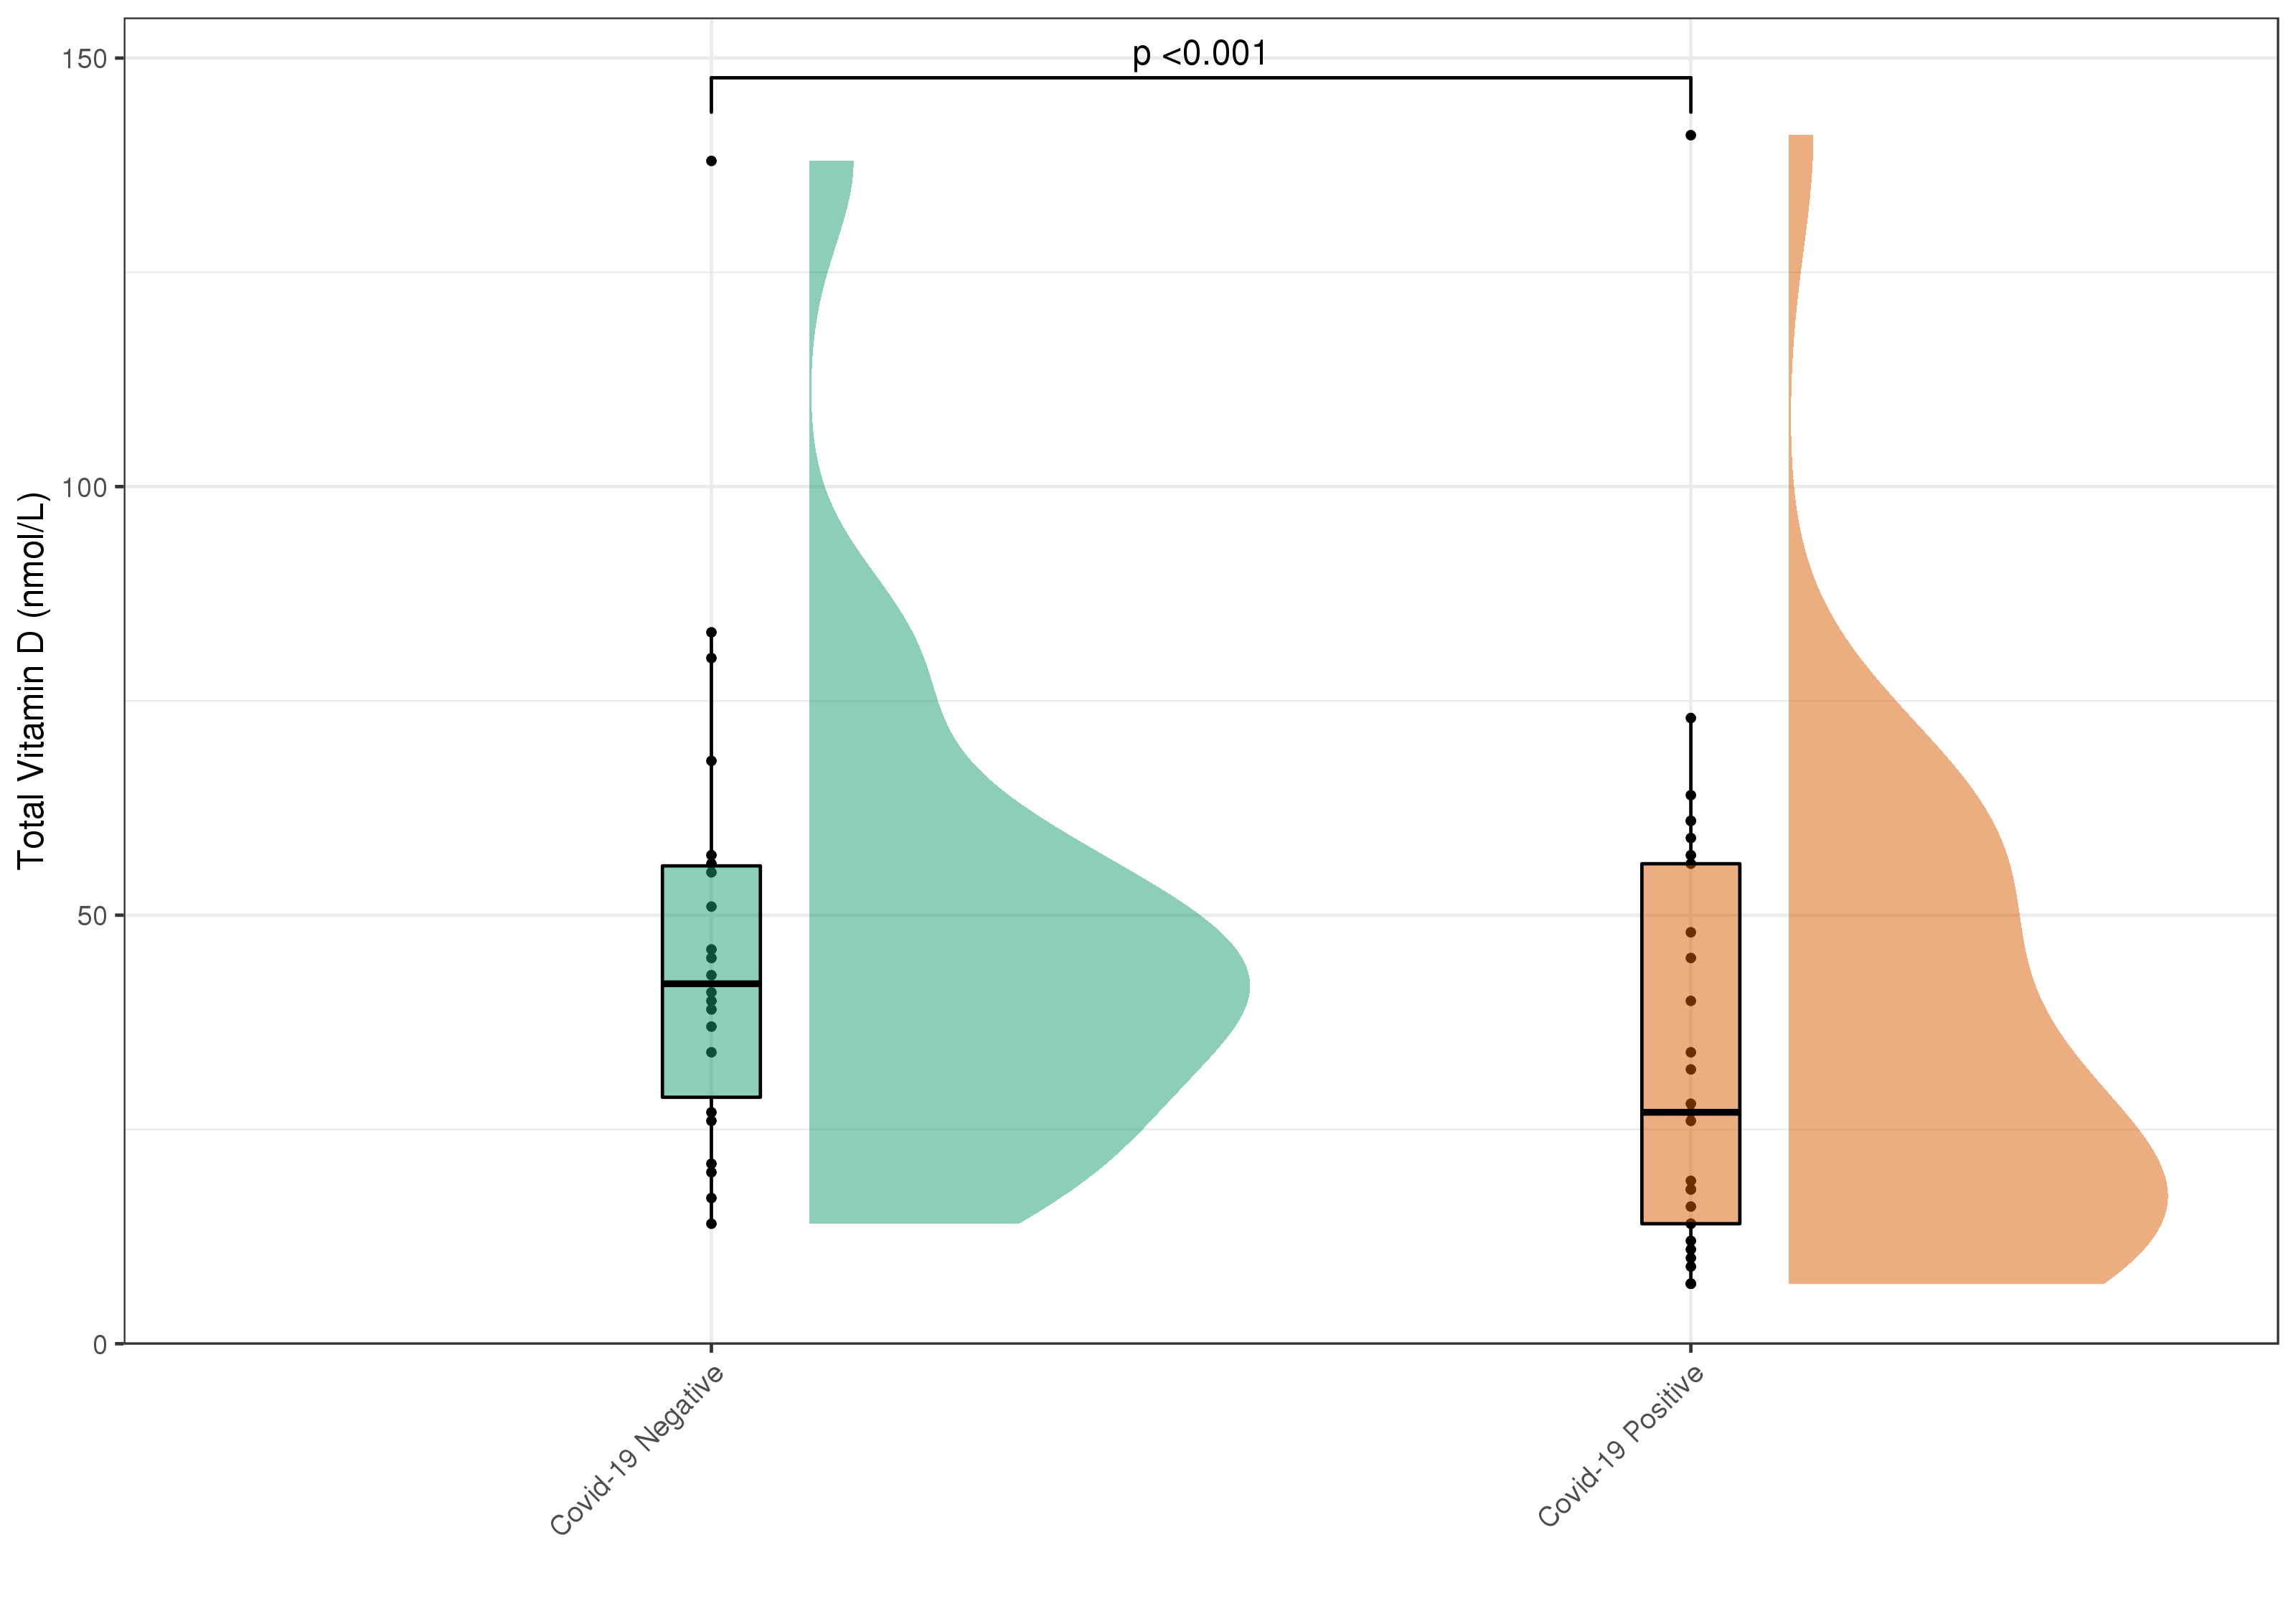 p <0.001
150
100
50
0
Total Vitamin D (nmol/L)
Covid-19 Negative
Covid-19 Positive